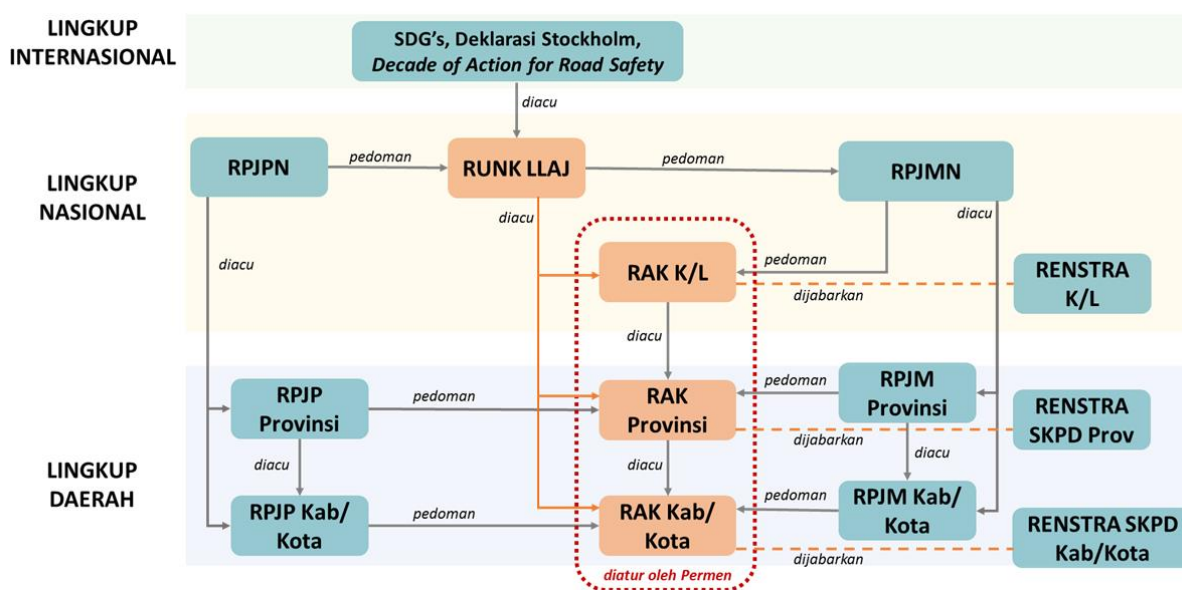 LINGKUP
INTERNASIONAL
SDG's, Deklarasi Stockholm,
Decade of Action for Road Safety
diacu
LINGKUP
NASIONAL
RPJPN
pedoman
RUNK LLAJ
pedoman
RPJMN
diacu
diacu
diacu
RAK K/L
pedoman
dijabarkan
RENSTRA
K/L
diacu
LINGKUP
DAERAH
RPJP
Provinsi
pedoman
RAK
Provinsi
pedoman
RPJM
Provinsi
dijabarkan
RENSTRA
SKPD Prov
diacu
diacu
diacu
RPJP Kab/
Kota
pedoman
RAK Kab/
Kota
pedoman
RPJM Kab/
Kota
dijabarkan
RENSTRA SKPD
Kab/Kota
diatur oleh Permen